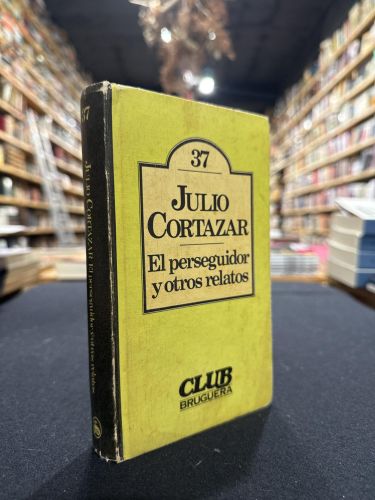 37
JULIO
CORTAZAR
El perseguidor
y otros relatos
CLUB
BRUGUERA
37
JULIO CORTAZAR El perseguidor y otros relatos